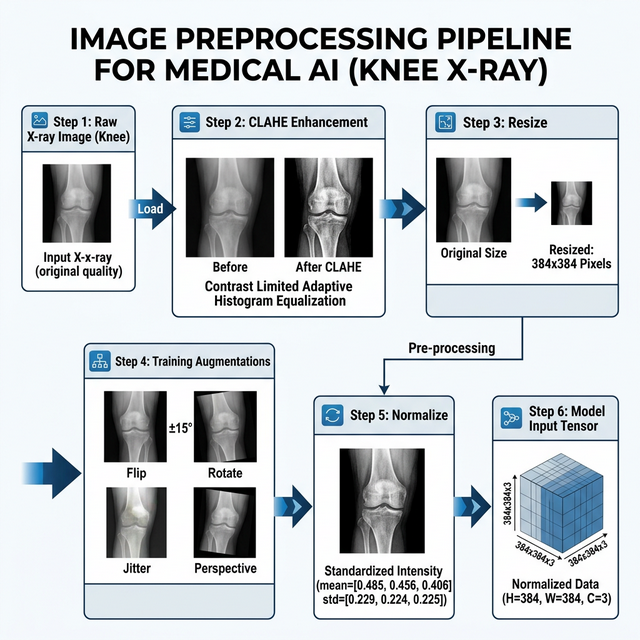 IMAGE PREPROCESSING PIPELINE
FOR MEDICAL AI (KNEE X-RAY)
Step 1: Raw
X-ray Image (Knee)
Input X-x-ray
(original quality)
Load
Step 2: CLAHE Enhancement
Before
After CLAHE
Contrast Limited Adaptive
Histogram Equalization
Step 3: Resize
Original Size
Resized:
384x384 Pixels
Pre-processing
Step 4: Training Augmentations
±15°
Flip
Rotate
Jitter
Perspective
Step 5: Normalize
Standardized Intensity
(mean=[0.485, 0.456, 0.406]
std=[0.229, 0.224, 0.225])
Step 6: Model
Input Tensor
384x384x3
384x384x3
Normalized Data
(H=384, W=384, C=3)